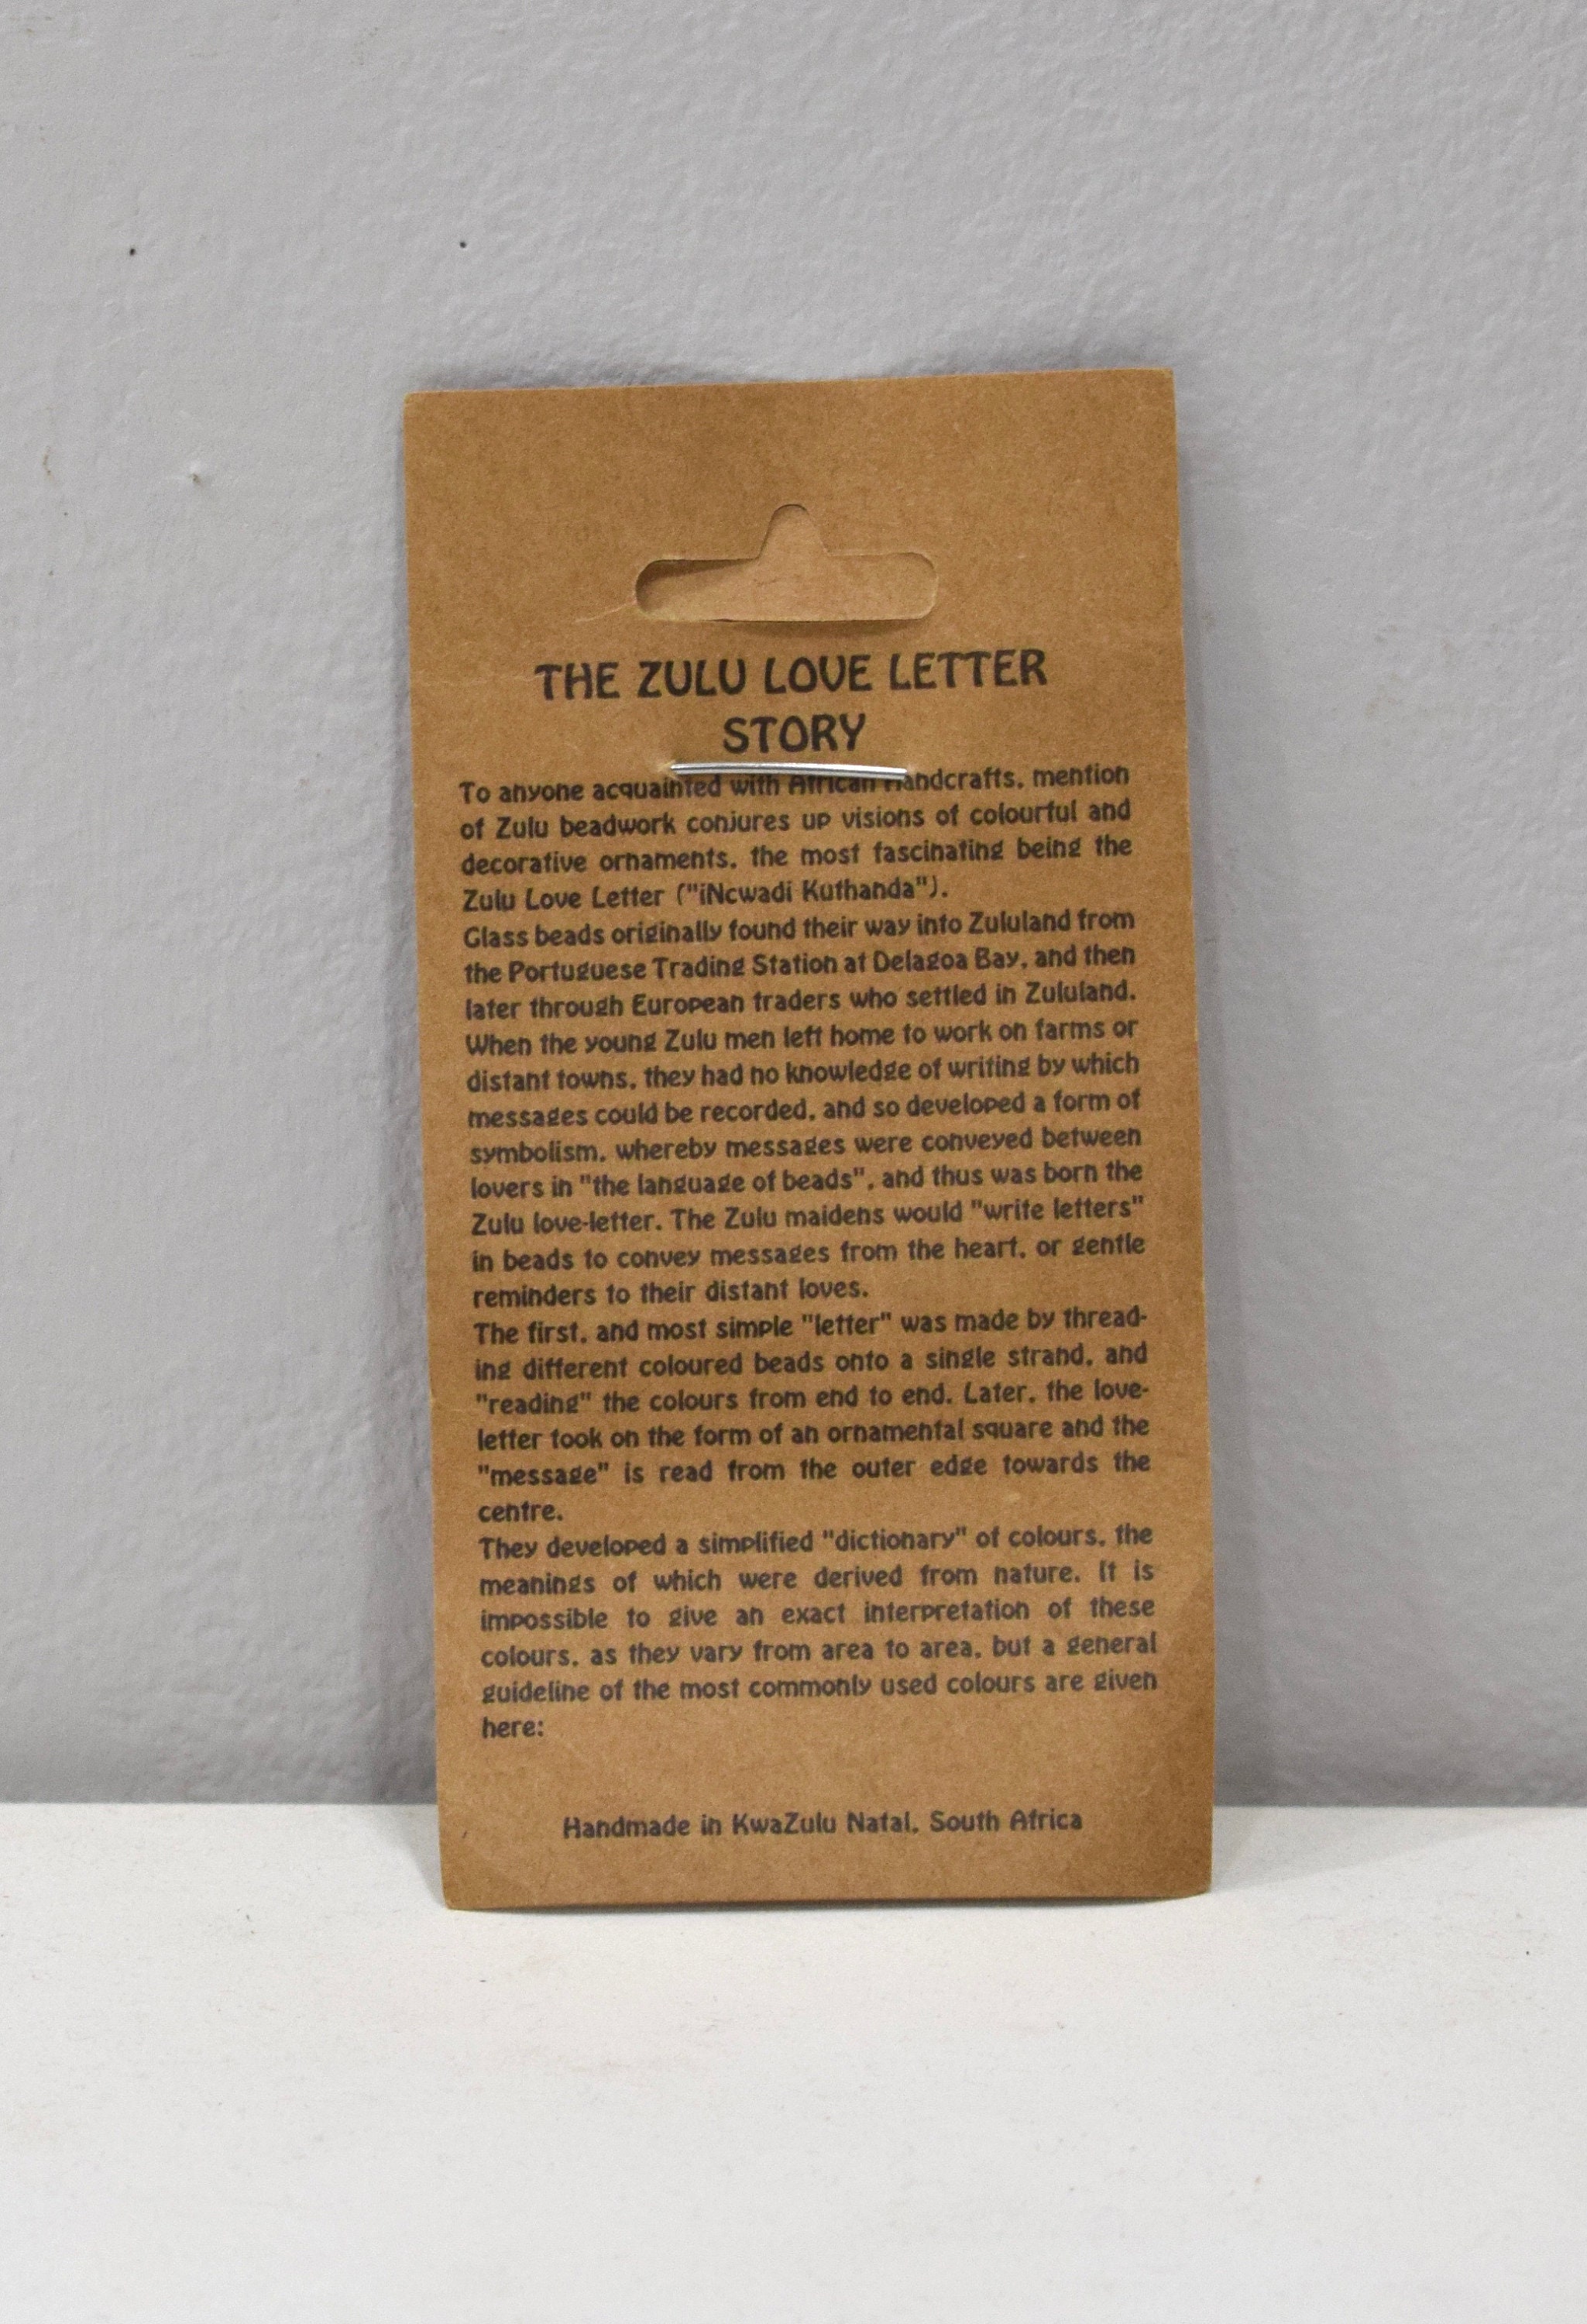 THE ZULU LOVE LETTER
STORY
To anyone acquainted with African Handcrafts, mention
of Zulu beadwork conjures up visions of colourful and
decorative ornaments, the most fascinating being the
Zulu Love Letter ("iNcwadi Kuthanda").
Glass beads originally found their way into Zululand from
the Portuguese Trading Station at Delagoa Bay, and then
later through European traders who settled in Zululand.
When the young Zulu men left home to work on farms or
distant towns, they had no knowledge of writing by which
messages could be recorded, and so developed a form of
symbolism, whereby messages were conveyed between
lovers in "the language of beads", and thus was born the
Zulu love-letter. The Zulu maidens would "write letters"
in beads to convey messages from the heart, or gentle
reminders to their distant loves.
The first, and most simple "letter" was made by thread-
ing different coloured beads onto a single strand, and
"reading" the colours from end to end. Later, the love-
letter took on the form of an ornamental square and the
"message" is read from the outer edge towards the
centre.
They developed a simplified "dictionary" of colours, the
meanings of which were derived from nature. It is
impossible to give an exact interpretation of these
colours, as they vary from area to area, but a general
guideline of the most commonly used colours are given
here:
Handmade in KwaZulu Natal, South Africa